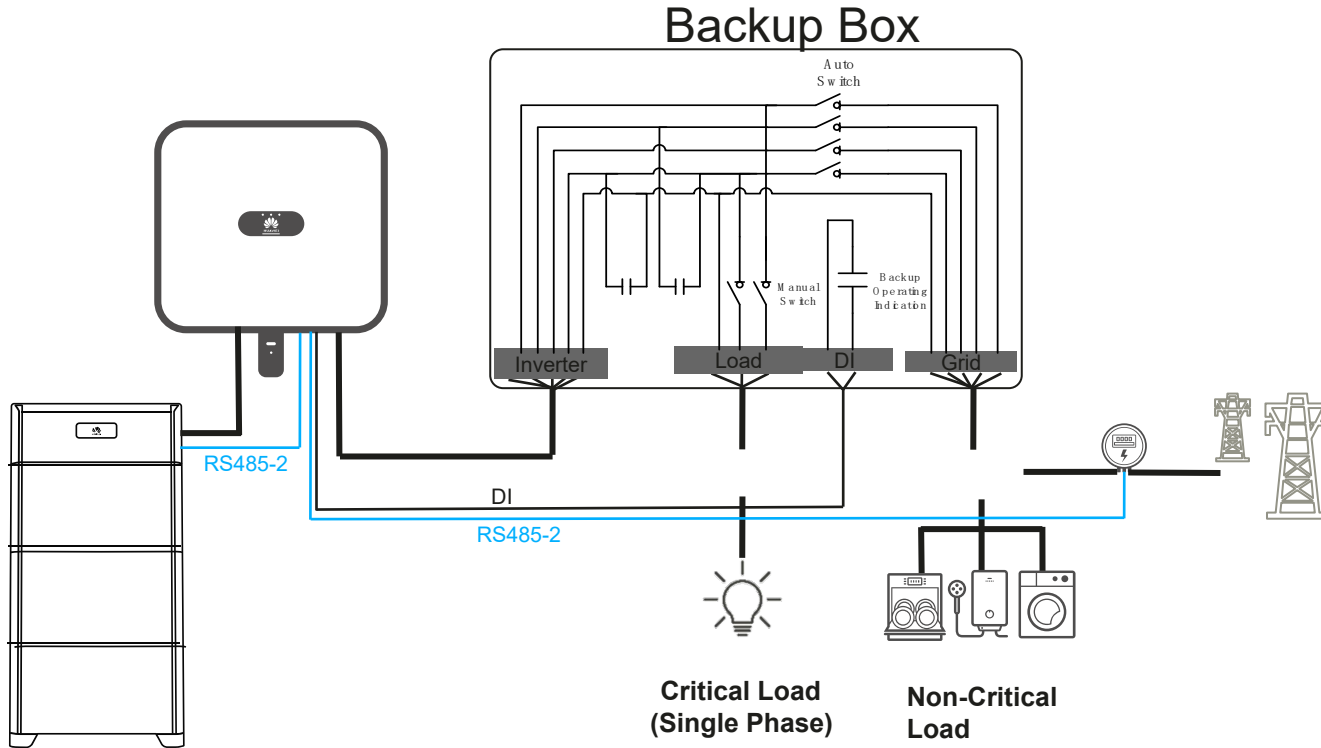 Backup Box
Auto
Switch
Manual
Switch
Backup
Operating
Indication
Inverter
Load
DI
Grid
RS485-2
DI
RS485-2
Critical Load
(Single Phase)
Non-Critical
Load